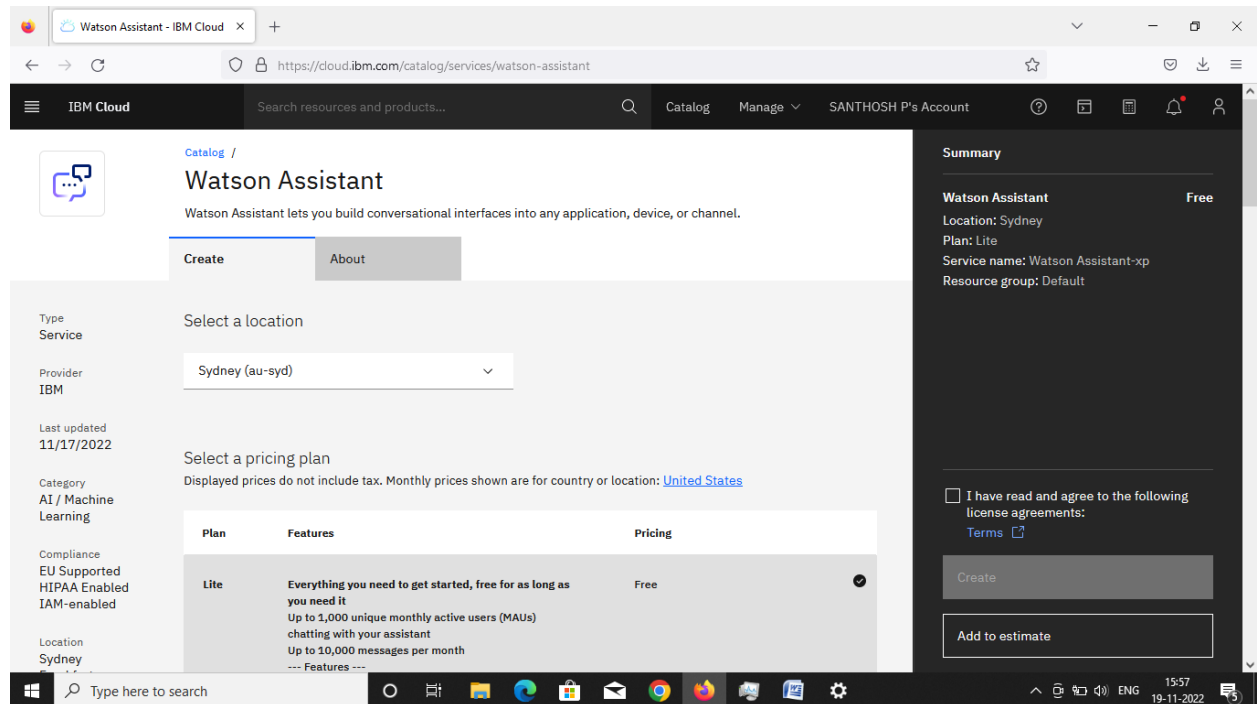 Watson Assistant - IBM Cloud
https://cloud.ibm.com/catalog/services/watson-assistant
IBM Cloud
Search resources and products...
Catalog
Manage
SANTHOSH P's Account
Catalog /
Watson Assistant
Watson Assistant lets you build conversational interfaces into any application, device, or channel.
Create
About
Type
Service
Provider
IBM
Last updated
11/17/2022
Category
AI / Machine
Learning
Compliance
EU Supported
HIPAA Enabled
IAM-enabled
Location
Sydney
Select a location
Sydney (au-syd)
Select a pricing plan
Displayed prices do not include tax. Monthly prices shown are for country or location: United States
Plan Features Pricing
Lite Everything you need to get started, free for as long as Free
you need it
Up to 1,000 unique monthly active users (MAUs)
chatting with your assistant
Up to 10,000 messages per month
--- Features ---
Summary
Watson Assistant Free
Location: Sydney
Plan: Lite
Service name: Watson Assistant-xp
Resource group: Default
I have read and agree to the following
license agreements:
Terms
Create
Add to estimate
Type here to search
ENG
15:57
19-11-2022
5